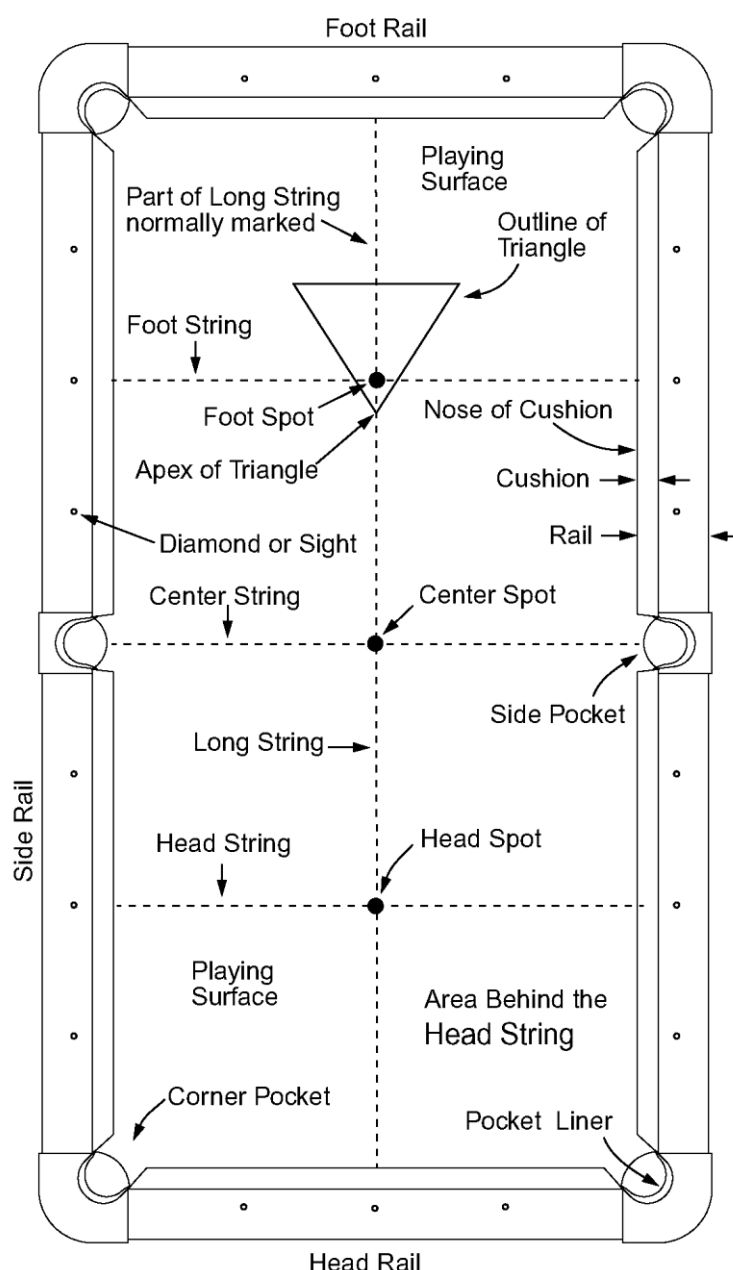 Foot Rail
Playing
Surface
Part of Long String
normally marked
Outline of
Triangle
Foot String
Foot Spot
Nose of Cushion
Apex of Triangle
Cushion
Rail
Diamond or Sight
Center String
Center Spot
Side Pocket
Long String
Side Rail
Head String
Head Spot
Playing
Surface
Area Behind the
Head String
Corner Pocket
Pocket Liner
Head Rail